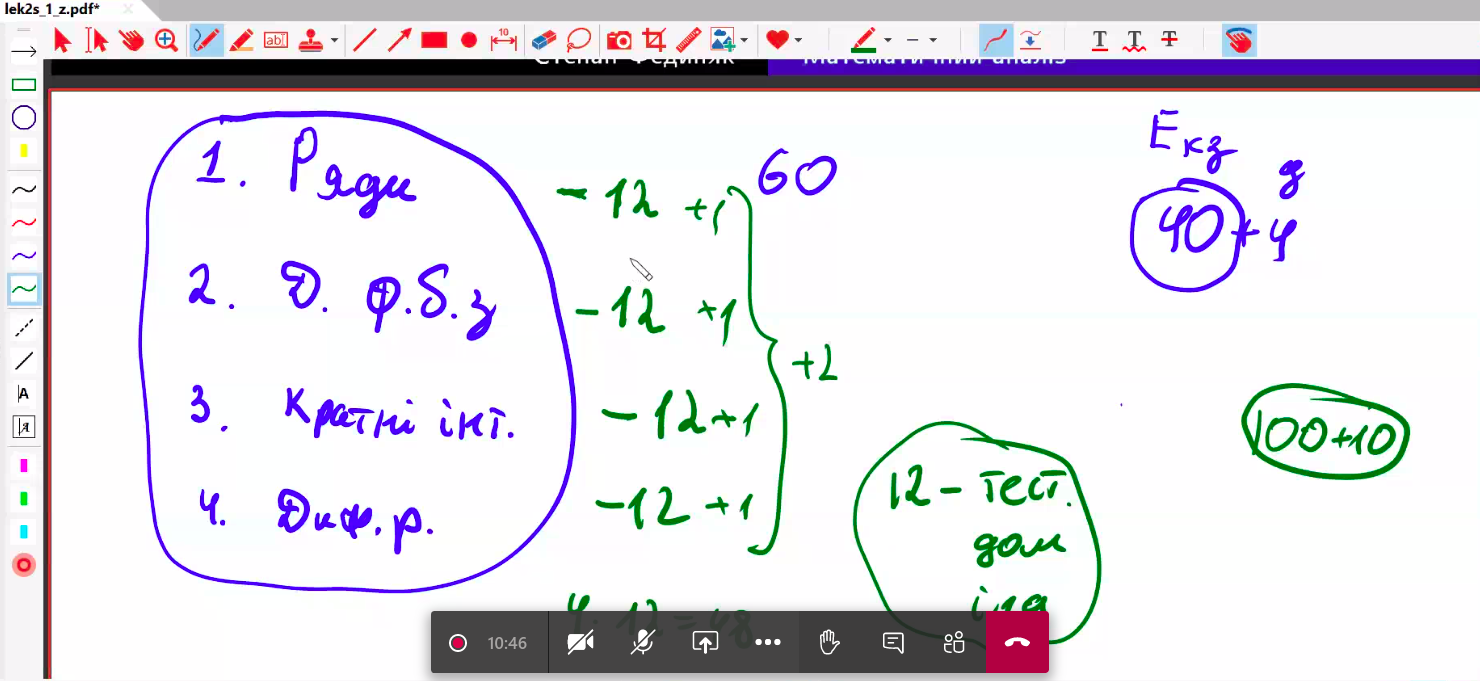 lek2s_1_z.pdf*
Степан Фединяк Математичний аналіз
1. Ряди -12 +1
2. Д. ф.б.з -12 +1
3. Кратні інт. -12+1
4. Диф.р. -12 +1
+2
60
4·12=48
Екз д
40+4
100+10
12- тест.
дом
інд
10:46